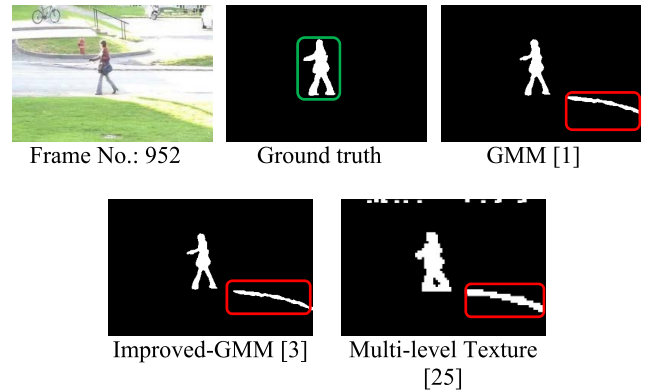 Frame No.: 952
Ground truth
GMM [1]
Improved-GMM [3]
Multi-level Texture
[25]